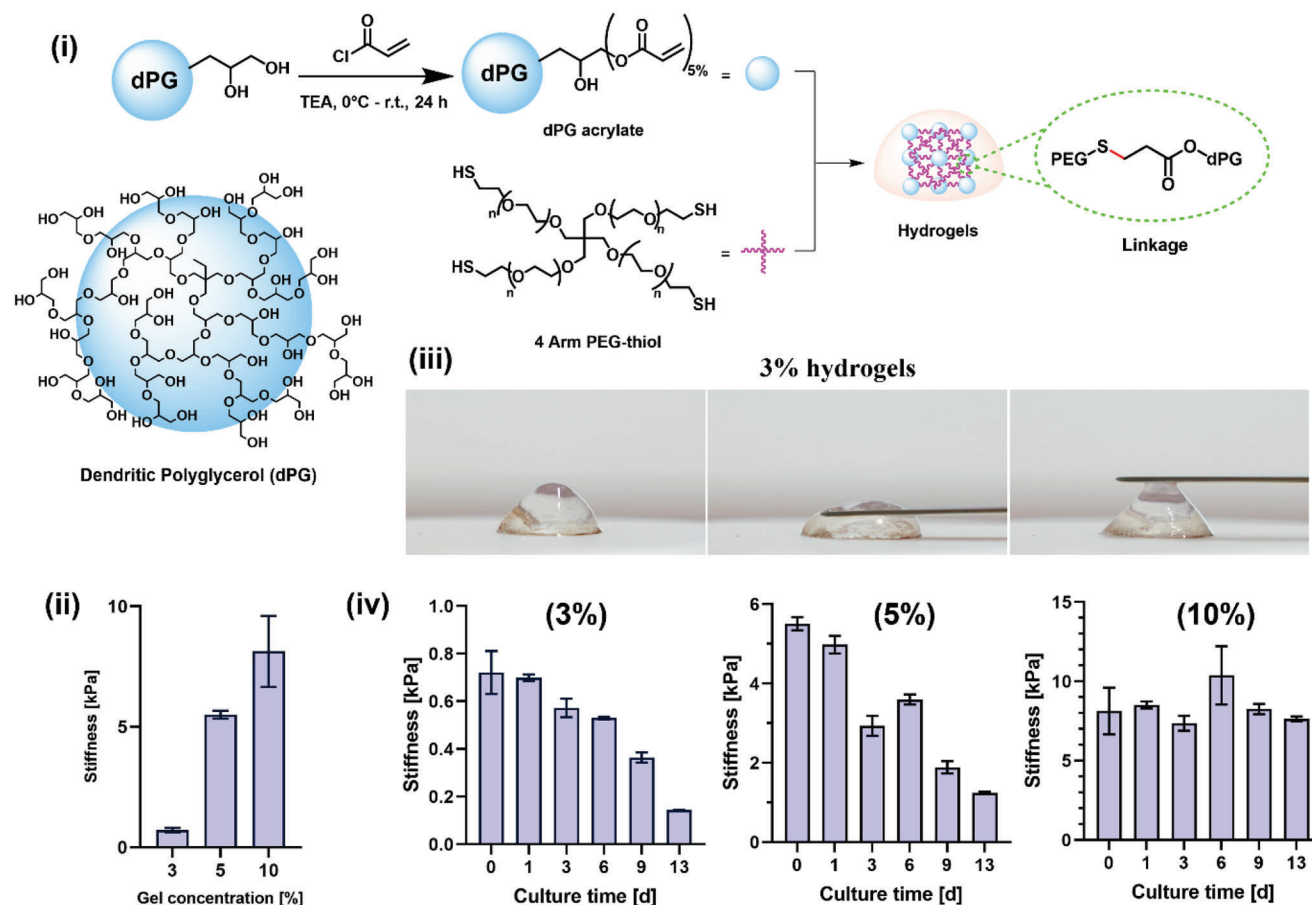 (i)
dPG
OH
OH
O
Cl
TEA, 0°C - r.t., 24 h
dPG
OH
O
O
5%
=
dPG acrylate
HS
O
n
O
O
O
n
SH
HS
O
n
O
O
O
n
SH
=
4 Arm PEG-thiol
Hydrogels
PEG
S
O
dPG
O
Linkage
Dendritic Polyglycerol (dPG)
(iii)
3% hydrogels
(ii)
10
5
0
Stiffness [kPa]
3 5 10
Gel concentration [%]
(iv)
(3%)
1.0
0.8
0.6
0.4
0.2
0.0
Stiffness [kPa]
0 1 3 6 9 13
Culture time [d]
(5%)
6
4
2
0
Stiffness [kPa]
0 1 3 6 9 13
Culture time [d]
(10%)
15
10
5
0
Stiffness [kPa]
0 1 3 6 9 13
Culture time [d]